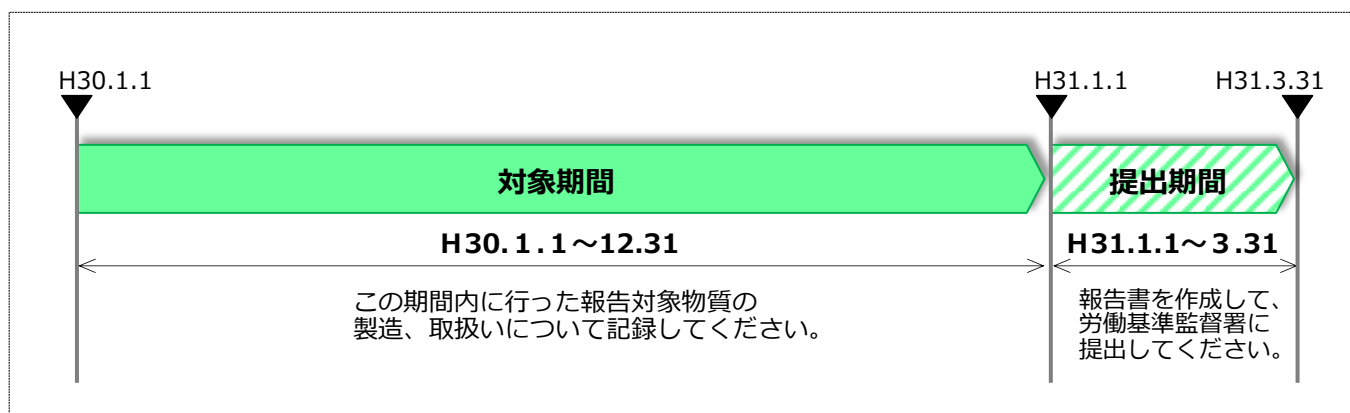 H30.1.1
H31.1.1
H31.3.31
対象期間
提出期間
H30.1.1～12.31
H31.1.1～3.31
この期間内に行った報告対象物質の
製造、取扱いについて記録してください。
報告書を作成して、
労働基準監督署に
提出してください。